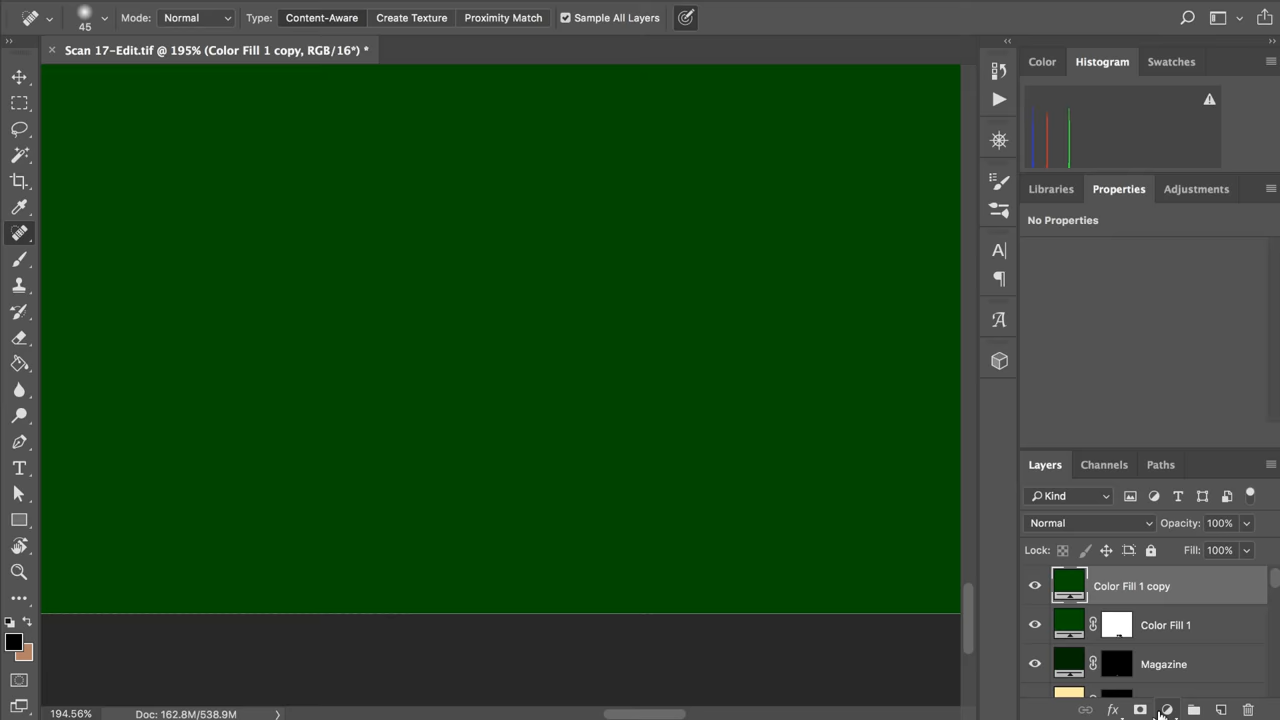 45
Mode: Normal
Type: Content-Aware Create Texture Proximity Match
Sample All Layers
Scan 17-Edit.tif @ 195% (Color Fill 1 copy, RGB/16*) *
Color Histogram Swatches
Libraries Properties Adjustments
No Properties
Layers Channels Paths
Kind
Normal Opacity: 100%
Lock: Fill: 100%
Color Fill 1 copy
Color Fill 1
Magazine
fx
194.56% Doc: 162.8M/538.9M